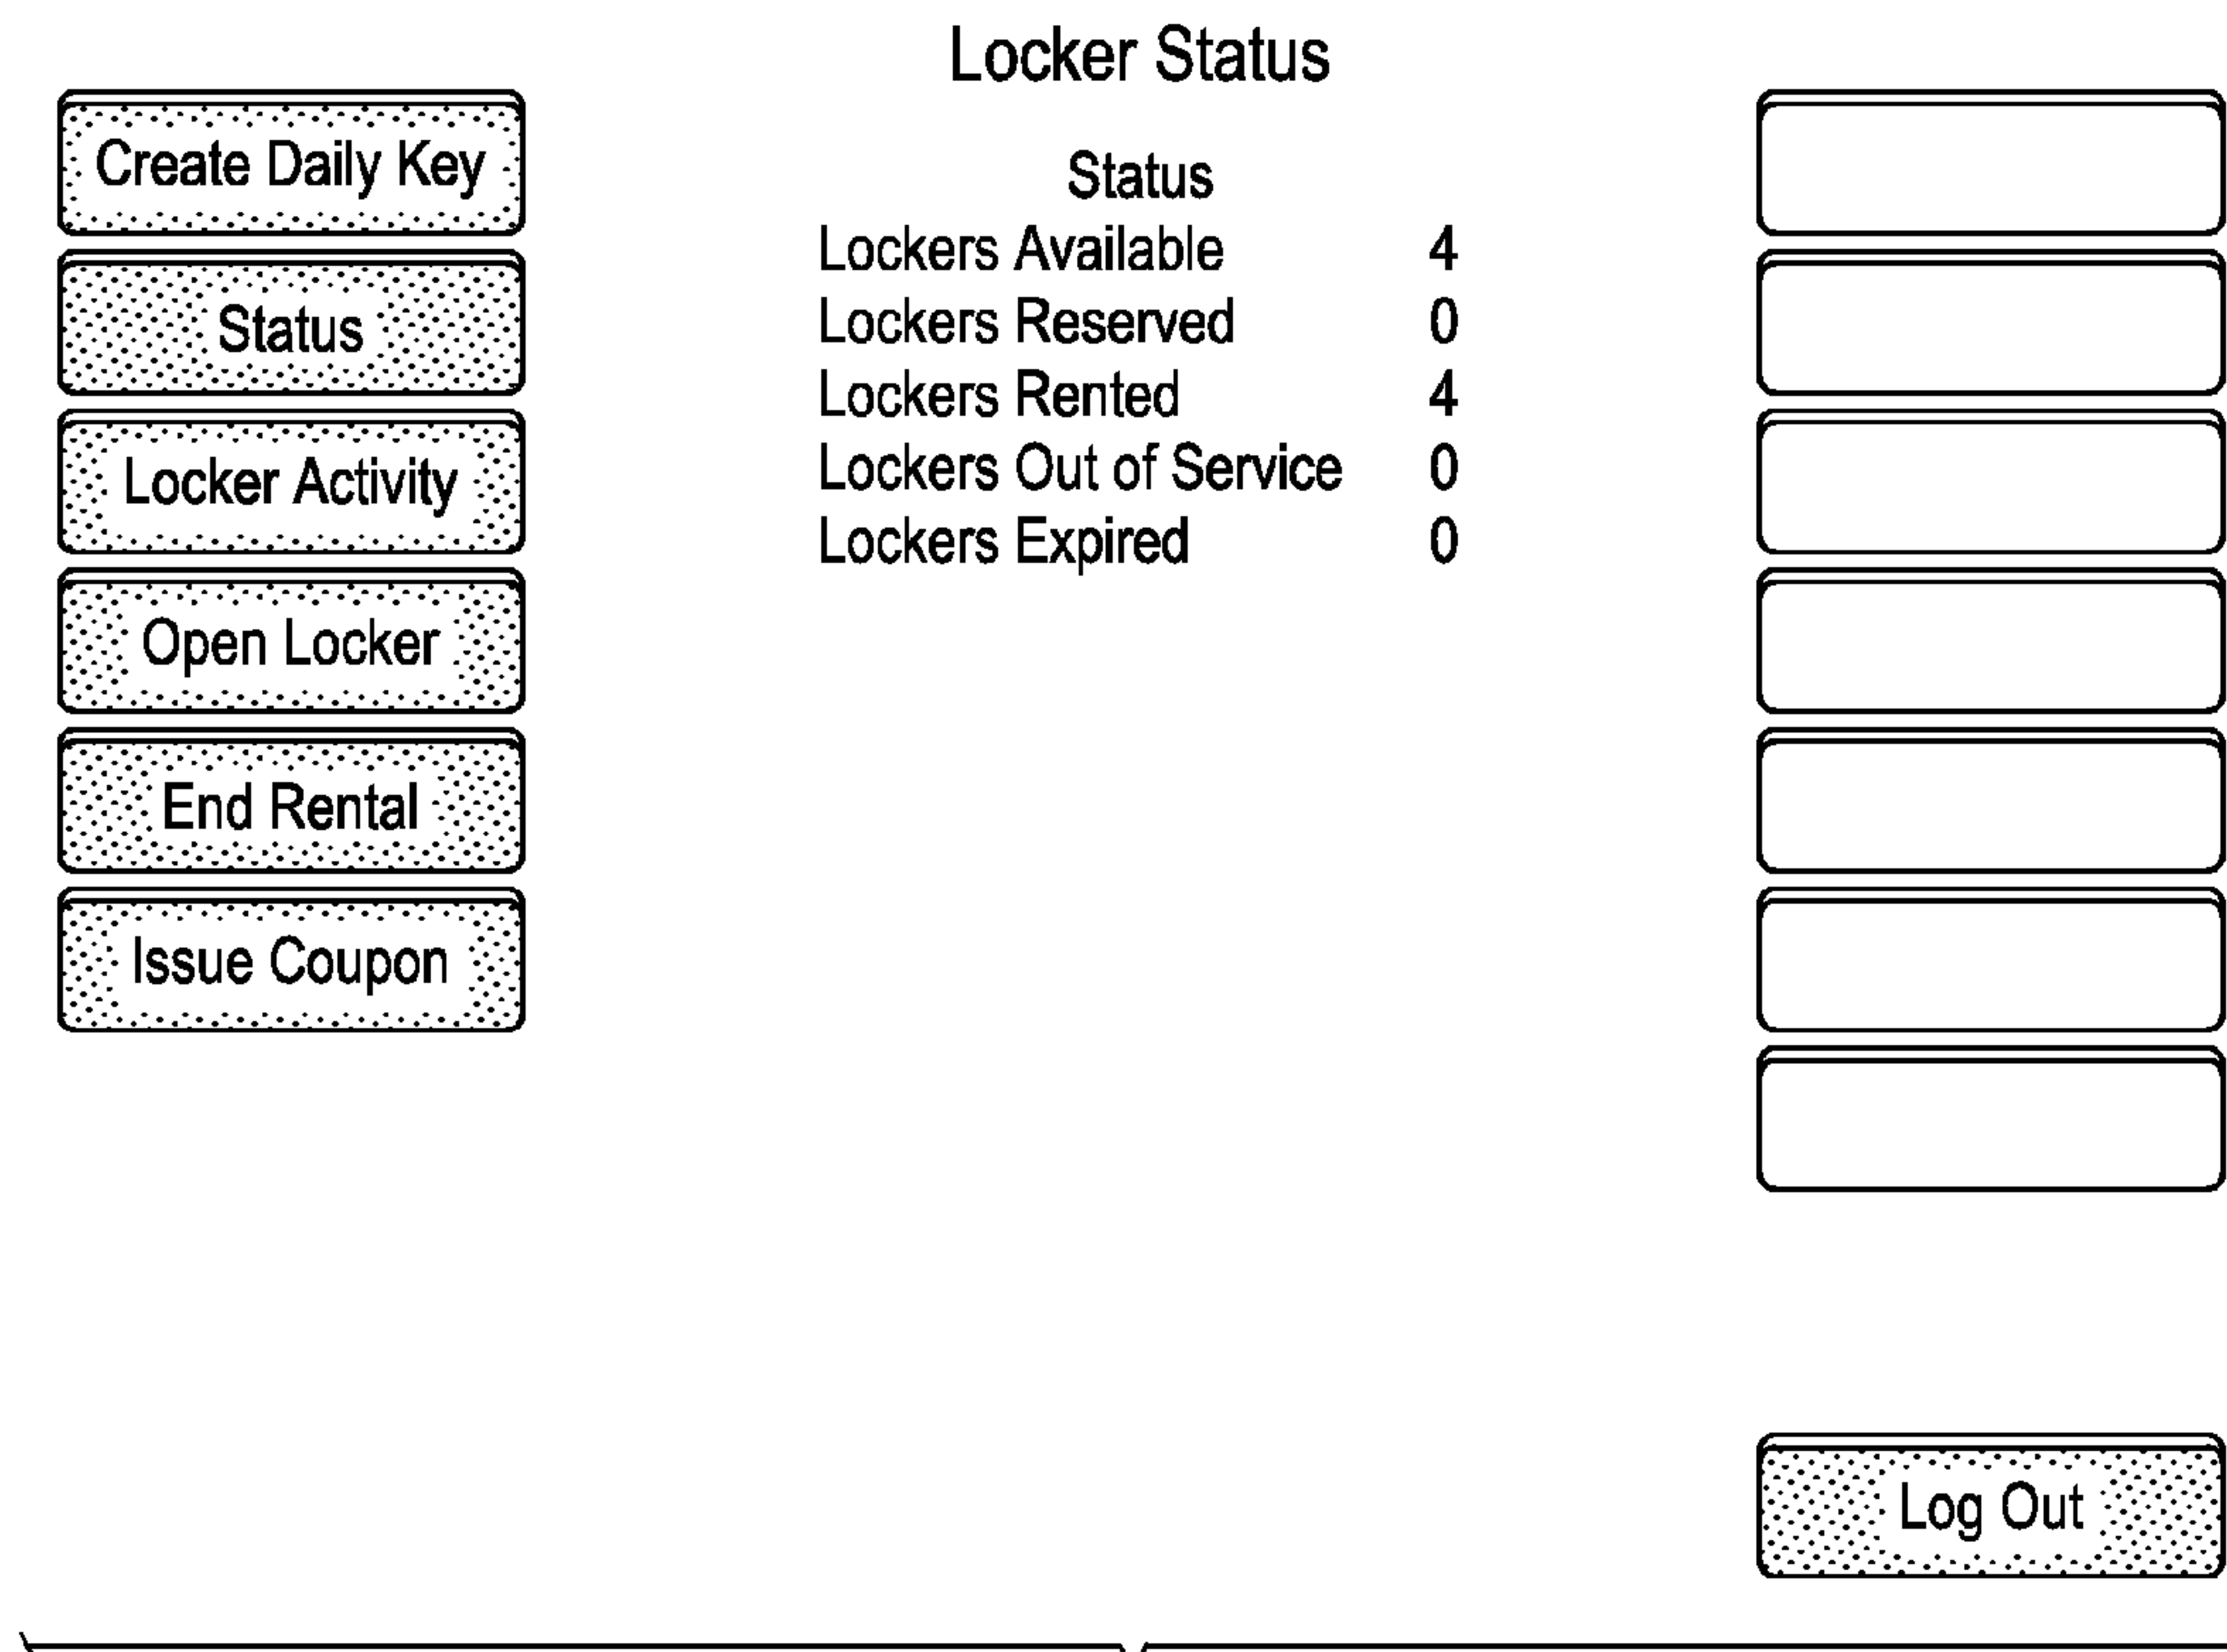 Locker Status
Create Daily Key
Status
Locker Activity
Open Locker
End Rental
Issue Coupon
Status
Lockers Available 4
Lockers Reserved 0
Lockers Rented 4
Lockers Out of Service 0
Lockers Expired 0
Log Out